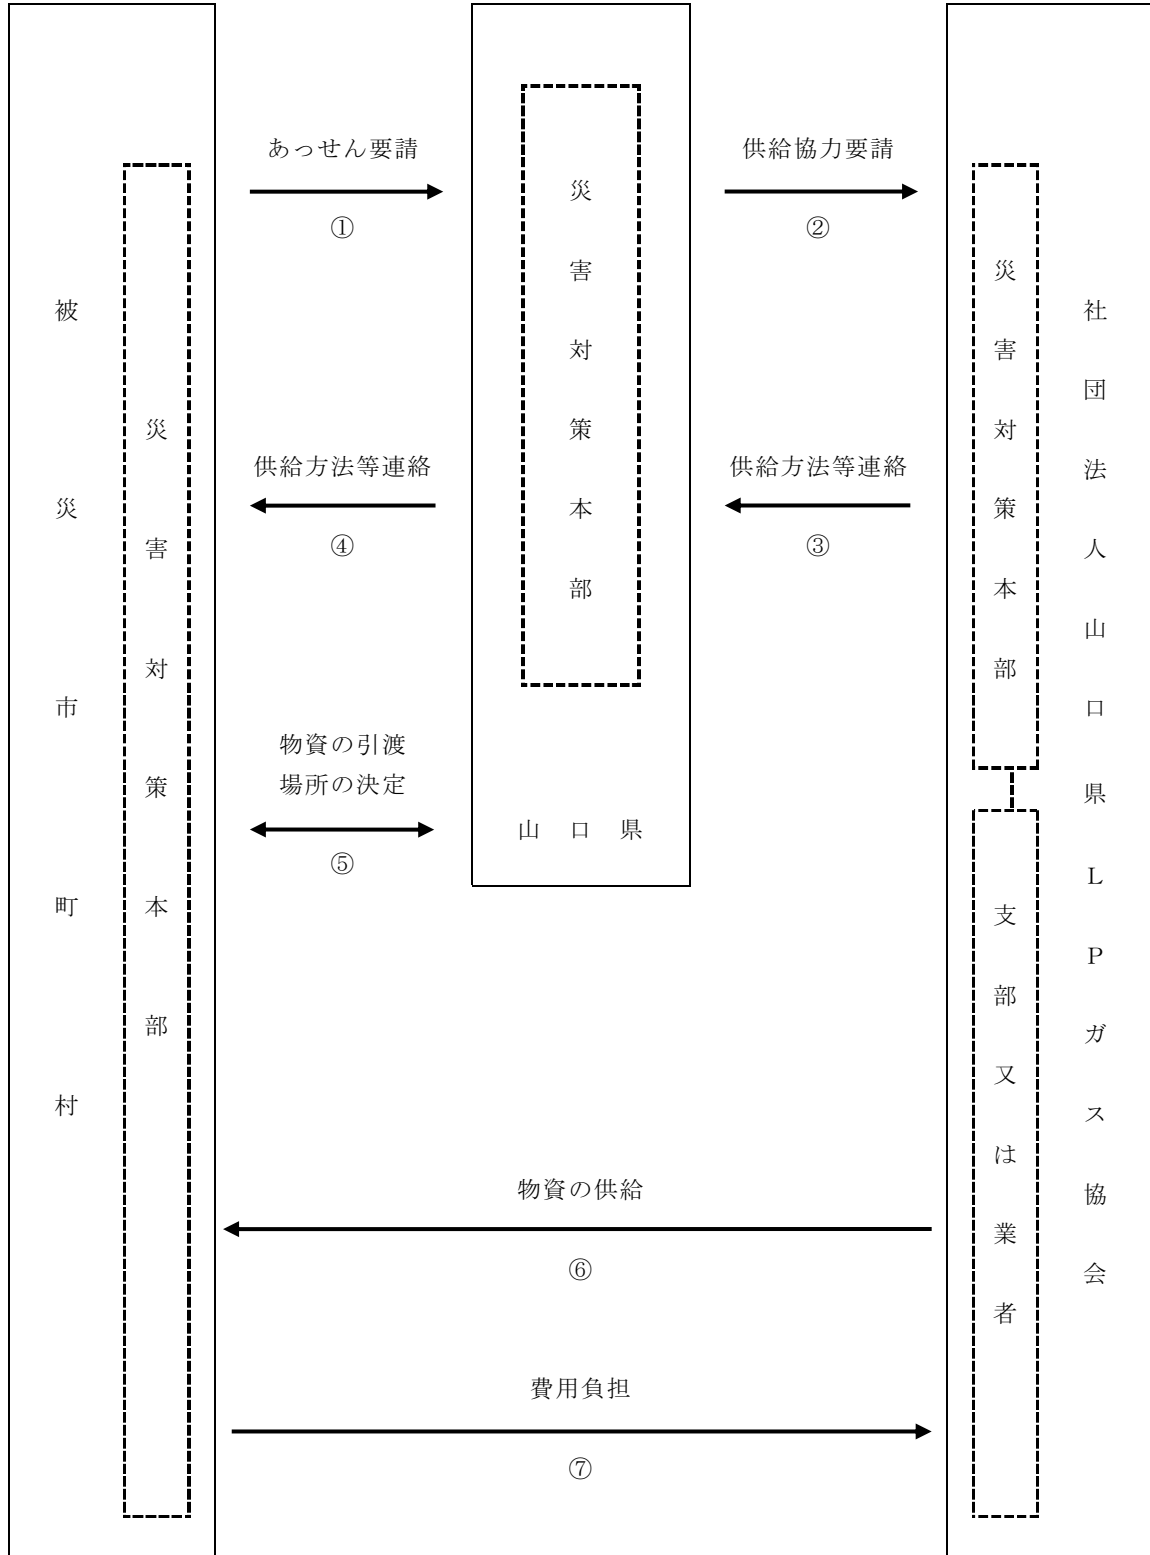 被災市町村
災害対策本部
あっせん要請
①
供給方法等連絡
④
物資の引渡
場所の決定
⑤
災害対策本部
山口県
供給協力要請
②
供給方法等連絡
③
災害対策本部
支部又は業者
社団法人山口県LPガス協会
物資の供給
⑥
費用負担
⑦